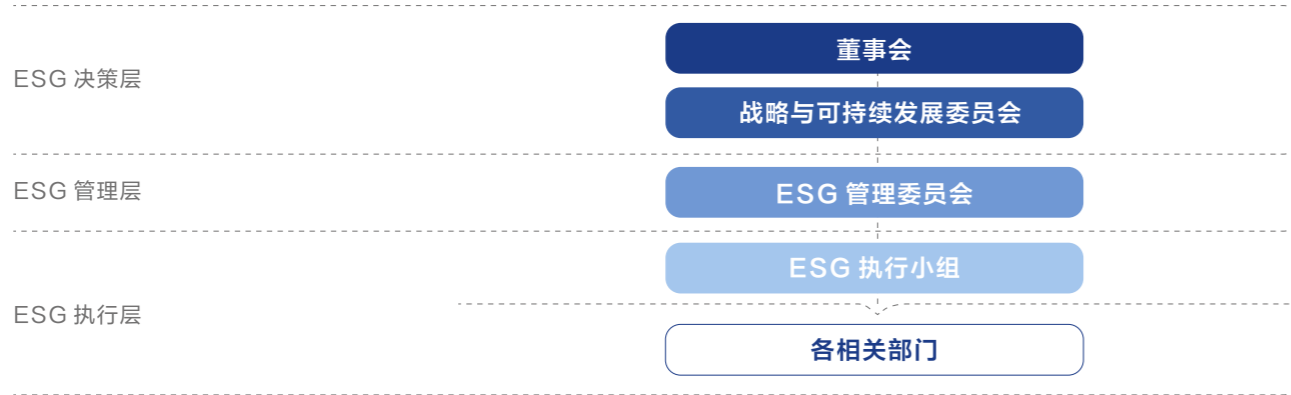 ESG 决策层
董事会
战略与可持续发展委员会
ESG 管理层
ESG 管理委员会
ESG 执行层
ESG 执行小组
各相关部门